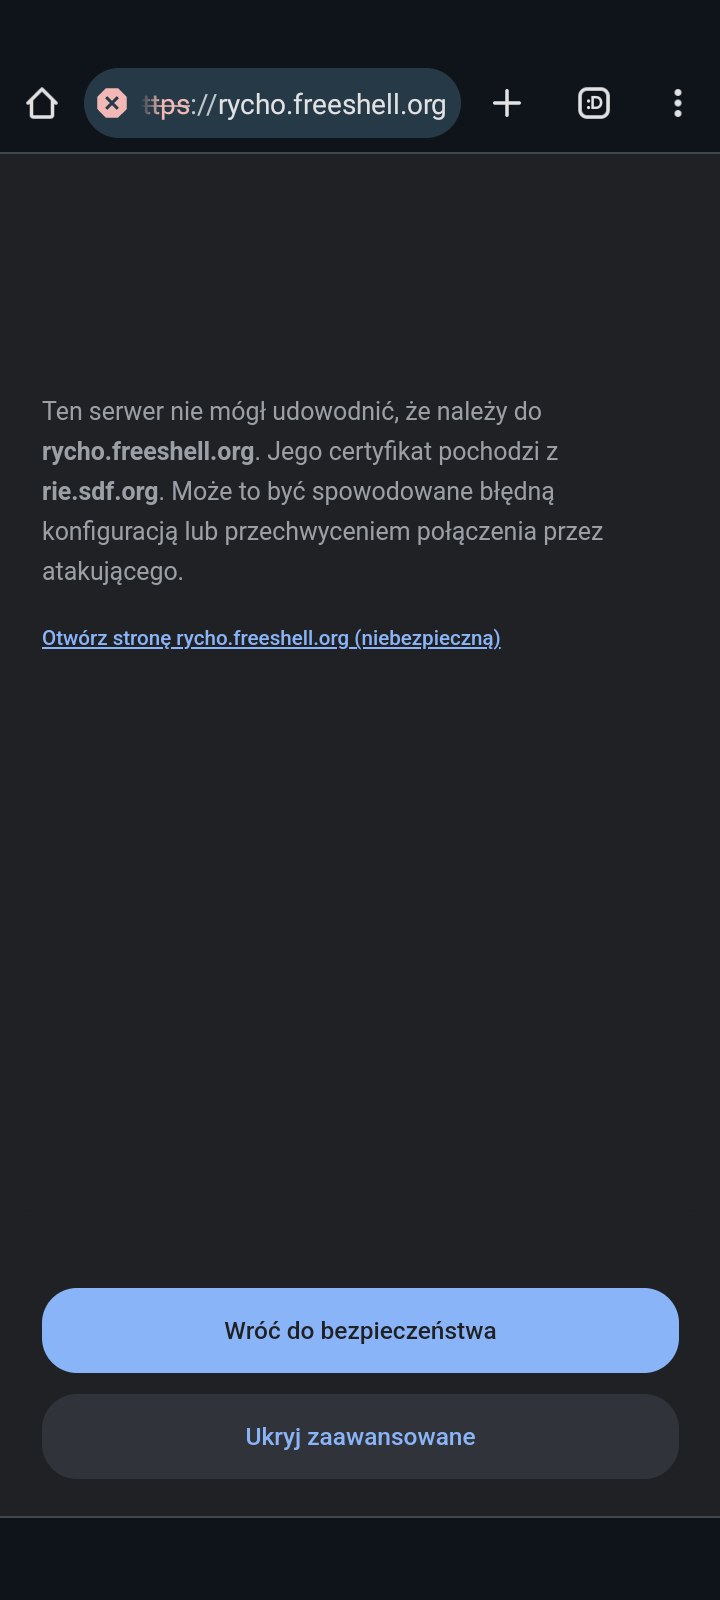 ttps://rycho.freeshell.org
:D
Ten serwer nie mógł udowodnić, że należy do
rycho.freeshell.org. Jego certyfikat pochodzi z
rie.sdf.org. Może to być spowodowane błędną
konfiguracją lub przechwyceniem połączenia przez
atakującego.
Otwórz stronę rycho.freeshell.org (niebezpieczną)
Wróć do bezpieczeństwa
Ukryj zaawansowane